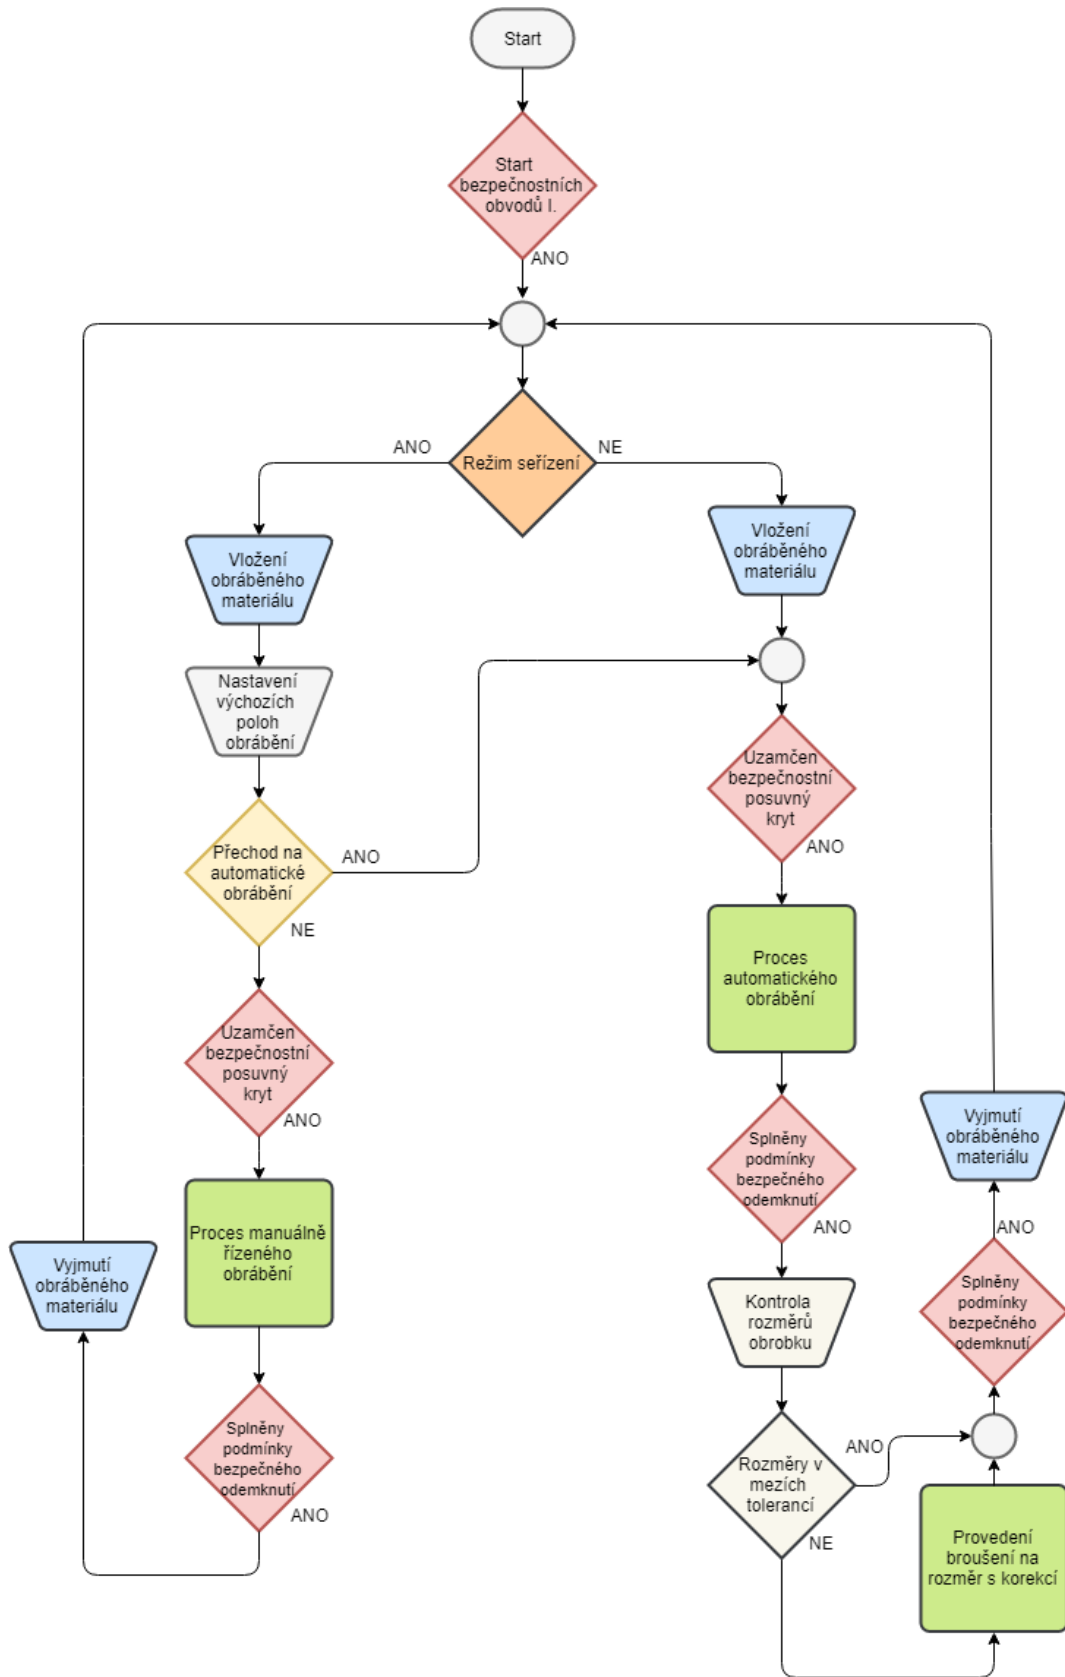 Start
Start
bezpečnostních
obvodů I.
ANO
ANO
Režim seřízení
NE
Vložení
obráběného
materiálu
Vložení
obráběného
materiálu
Nastavení
výchozích
poloh
obrábění
Přechod na
automatické
obrábění
ANO
NE
Uzamčen
bezpečnostní
posuvný
kryt
ANO
Uzamčen
bezpečnostní
posuvný
kryt
ANO
Proces
automatického
obrábění
Proces manuálně
řízeného
obrábění
Splněny
podmínky
bezpečného
odemknutí
ANO
Vyjmutí
obráběného
materiálu
Splněny
podmínky
bezpečného
odemknutí
ANO
Kontrola
rozměrů
obrobku
Rozměry v
mezích
tolerancí
ANO
NE
Provedení
broušení na
rozměr s korekcí
Splněny
podmínky
bezpečného
odemknutí
ANO
Vyjmutí
obráběného
materiálu